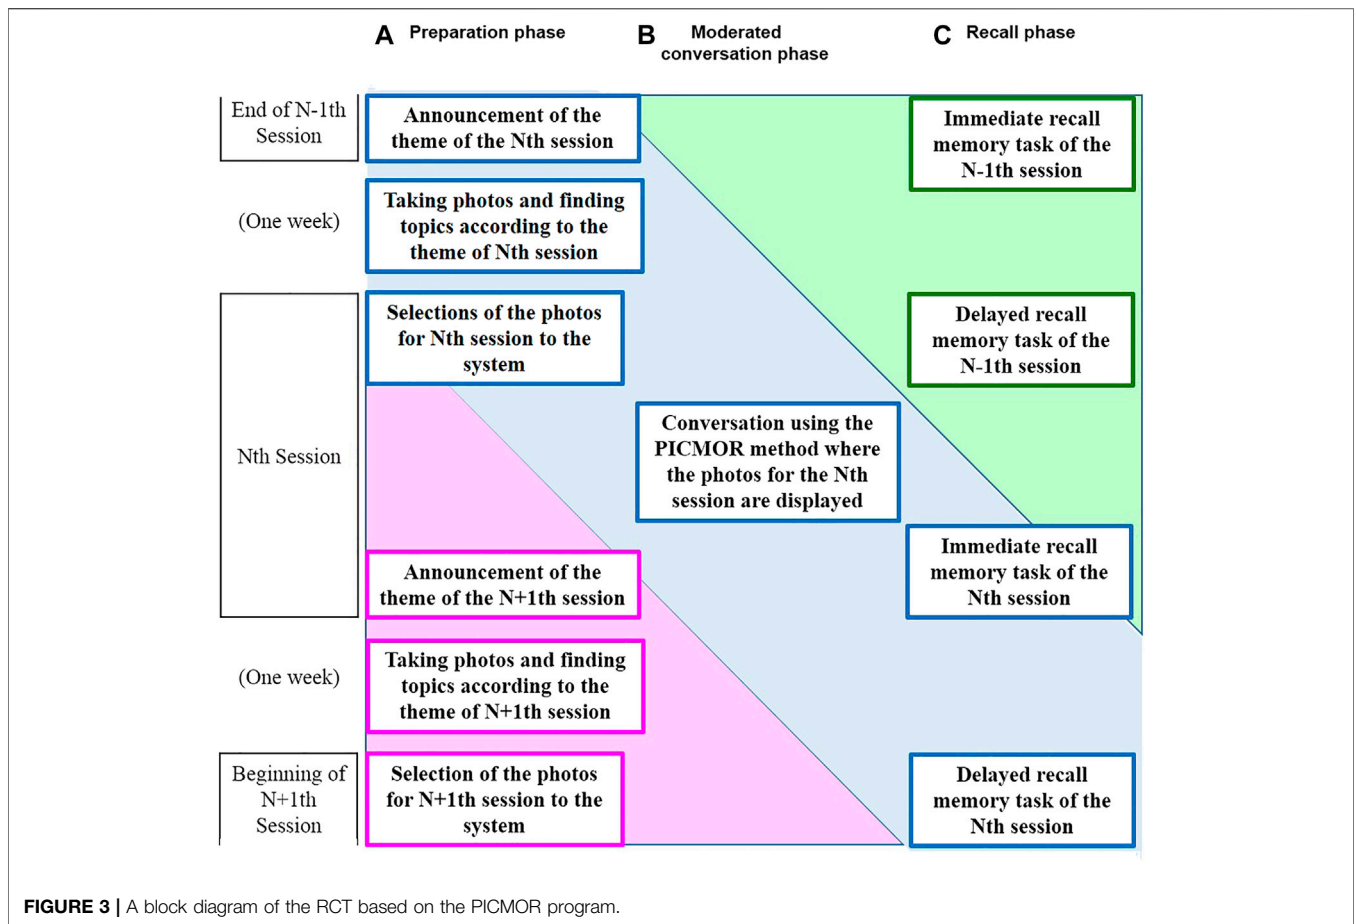 A Preparation phase
B Moderated
conversation phase
C Recall phase
End of N-1th
Session
Announcement of the
theme of the Nth session
Immediate recall
memory task of the
N-1th session
(One week)
Taking photos and finding
topics according to the
theme of Nth session
Nth Session
Selections of the photos
for Nth session to the
system
Delayed recall
memory task of the
N-1th session
Conversation using the
PICMOR method where
the photos for the Nth
session are displayed
Immediate recall
memory task of the
Nth session
Announcement of the
theme of the N+1th session
(One week)
Taking photos and finding
topics according to the
theme of N+1th session
Beginning of
N+1th
Session
Selection of the photos
for N+1th session to the
system
Delayed recall
memory task of the
Nth session
FIGURE 3 | A block diagram of the RCT based on the PICMOR program.